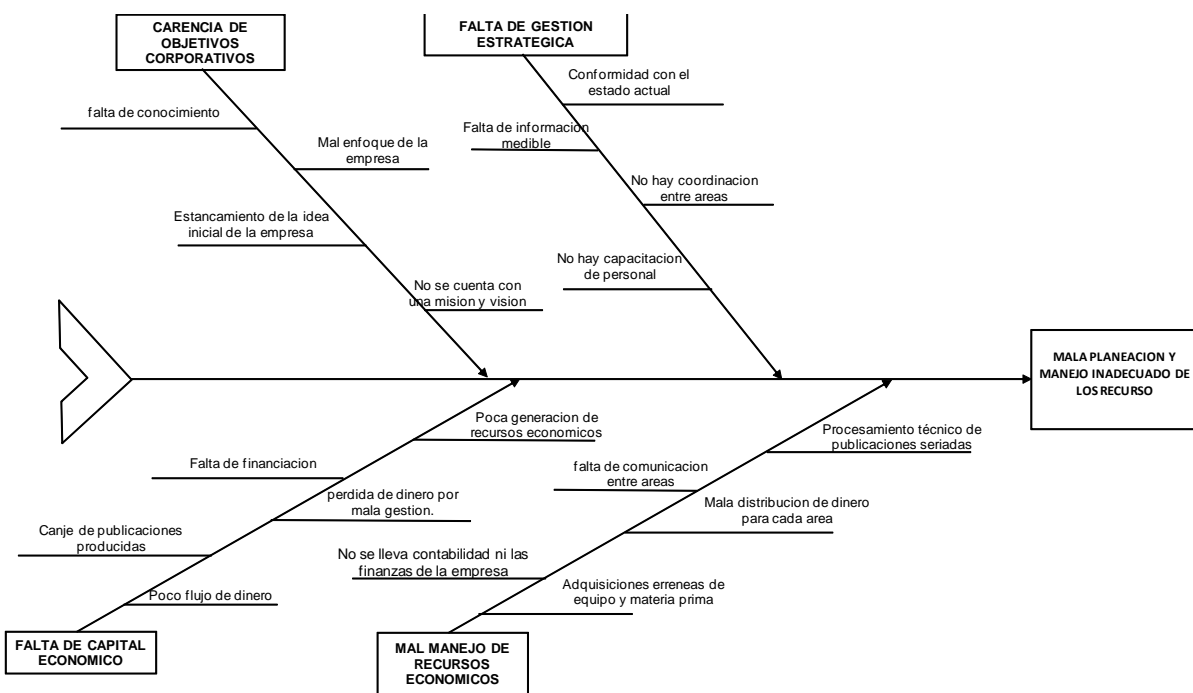 CARENCIA DE
OBJETIVOS
CORPORATIVOS
falta de conocimiento
Mal enfoque de la
empresa
Estancamiento de la idea
inicial de la empresa
No se cuenta con
una mision y vision
FALTA DE GESTION
ESTRATEGICA
Conformidad con el
estado actual
Falta de informacion
medible
No hay coordinacion
entre areas
No hay capacitacion
de personal
MALA PLANEACION Y
MANEJO INADECUADO DE
LOS RECURSO
Poca generacion de
recursos economicos
Falta de financiacion
perdida de dinero por
mala gestion.
Canje de publicaciones
producidas
Poco flujo de dinero
FALTA DE CAPITAL
ECONOMICO
Procesamiento técnico de
publicaciones seriadas
falta de comunicacion
entre areas
Mala distribucion de dinero
para cada area
No se lleva contabilidad ni las
finanzas de la empresa
Adquisiciones erreneas de
equipo y materia prima
MAL MANEJO DE
RECURSOS
ECONOMICOS